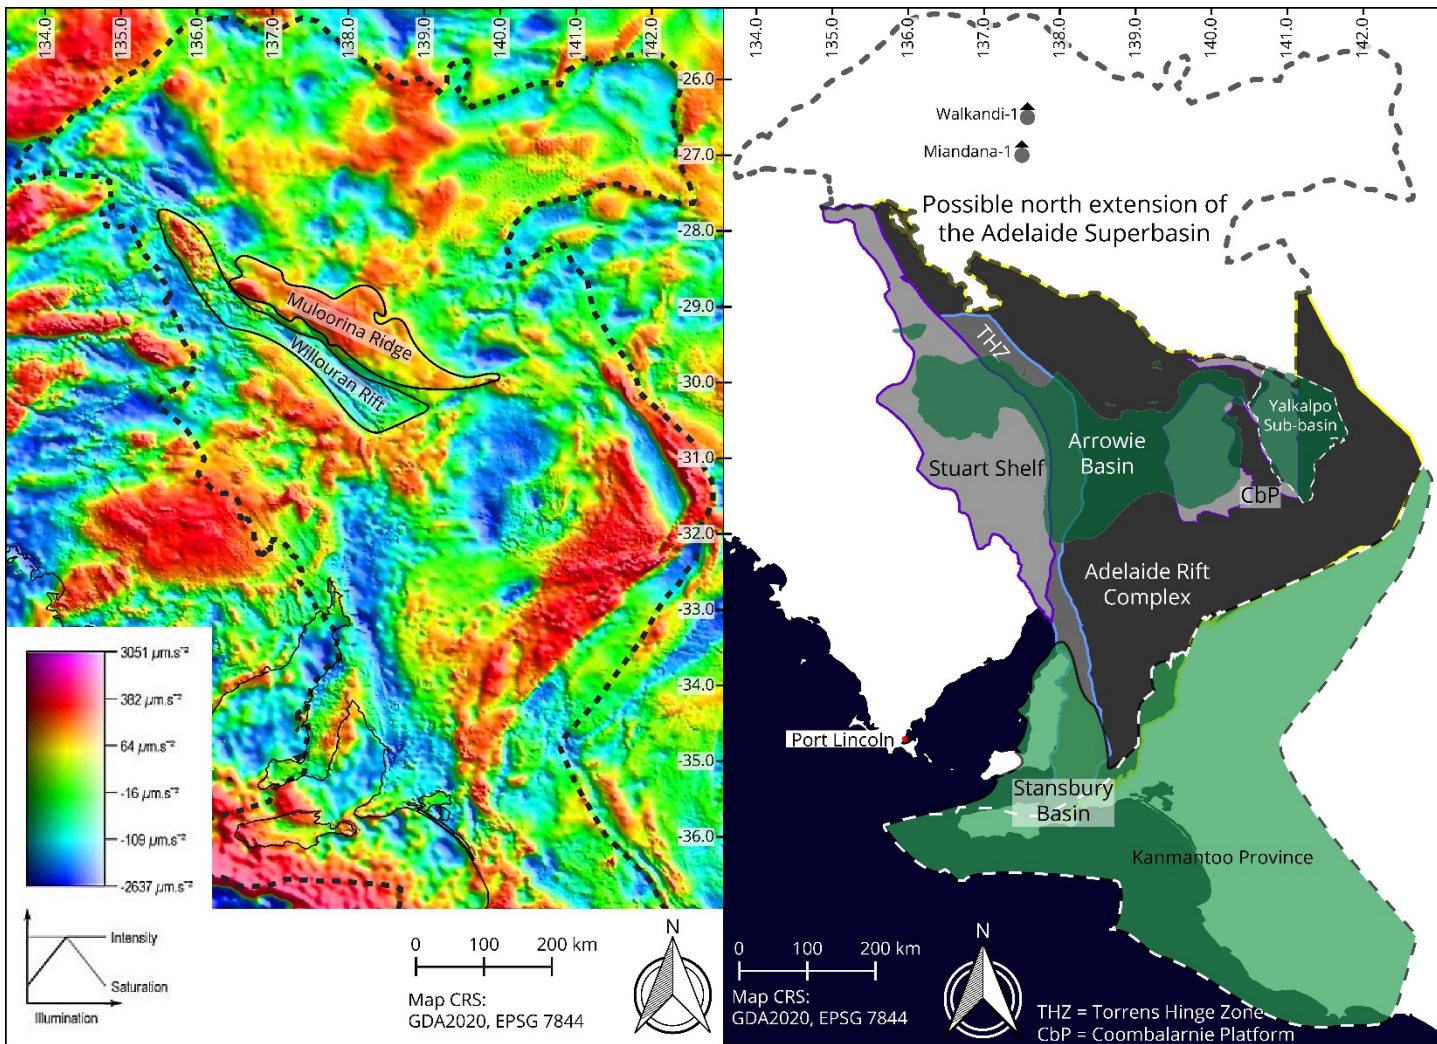 134.0
135.0
136.0
137.0
138.0
139.0
140.0
141.0
142.0
-26.0
-27.0
-28.0
-29.0
-30.0
-31.0
-32.0
-33.0
-34.0
-35.0
-36.0
Muloorina Ridge
Willouran Rift
3051 µm.s⁻²
382 µm.s⁻²
64 µm.s⁻²
-16 µm.s⁻²
-109 µm.s⁻²
-2637 µm.s⁻²
Intensity
Saturation
Illumination
0 100 200 km
Map CRS:
GDA2020, EPSG 7844
N
134.0
135.0
136.0
137.0
138.0
139.0
140.0
141.0
142.0
Walkandi-1
Miandana-1
Possible north extension of
the Adelaide Superbasin
THZ
Stuart Shelf
Arrowie
Basin
Yalkalpo
Sub-basin
CbP
Adelaide Rift
Complex
Port Lincoln
Stansbury
Basin
Kanmantoo Province
0 100 200 km
Map CRS:
GDA2020, EPSG 7844
N
THZ = Torrens Hinge Zone
CbP = Coombalarnie Platform